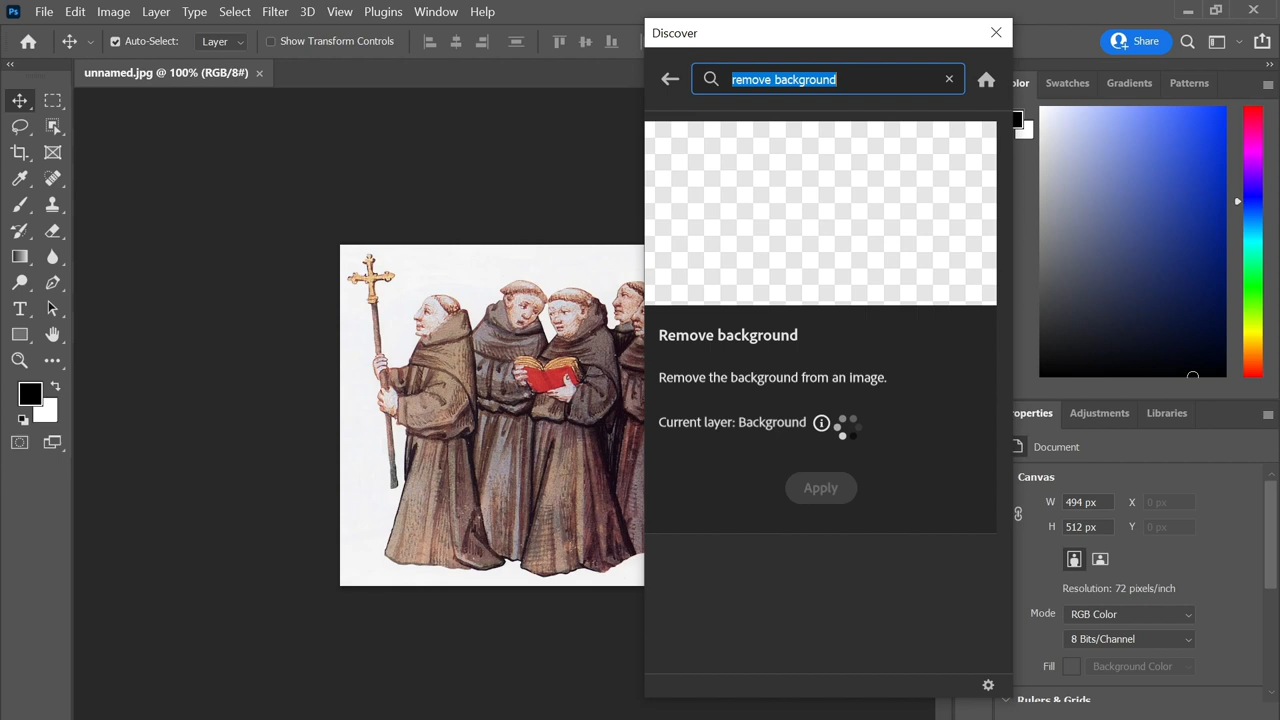 Ps File Edit Image Layer Type Select Filter 3D View Plugins Window Help
Discover
Auto-Select: Layer Show Transform Controls
Share
unnamed.jpg @ 100% (RGB/8#)
remove background
Swatches Gradients Patterns
Remove background
Remove the background from an image.
Current layer: Background
Apply
Adjustments Libraries
Document
Canvas
W 494 px X 0 px
H 512 px Y 0 px
Resolution: 72 pixels/inch
Mode RGB Color
8 Bits/Channel
Fill Background Color
Rulers & Grids